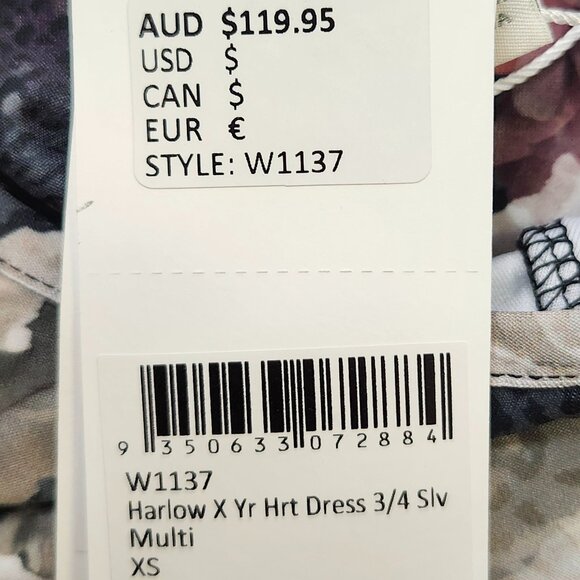 AUD $119.95
USD $
CAN $
EUR €
STYLE: W1137
9 350633 072884
W1137
Harlow X Yr Hrt Dress 3/4 Slv
Multi
XS